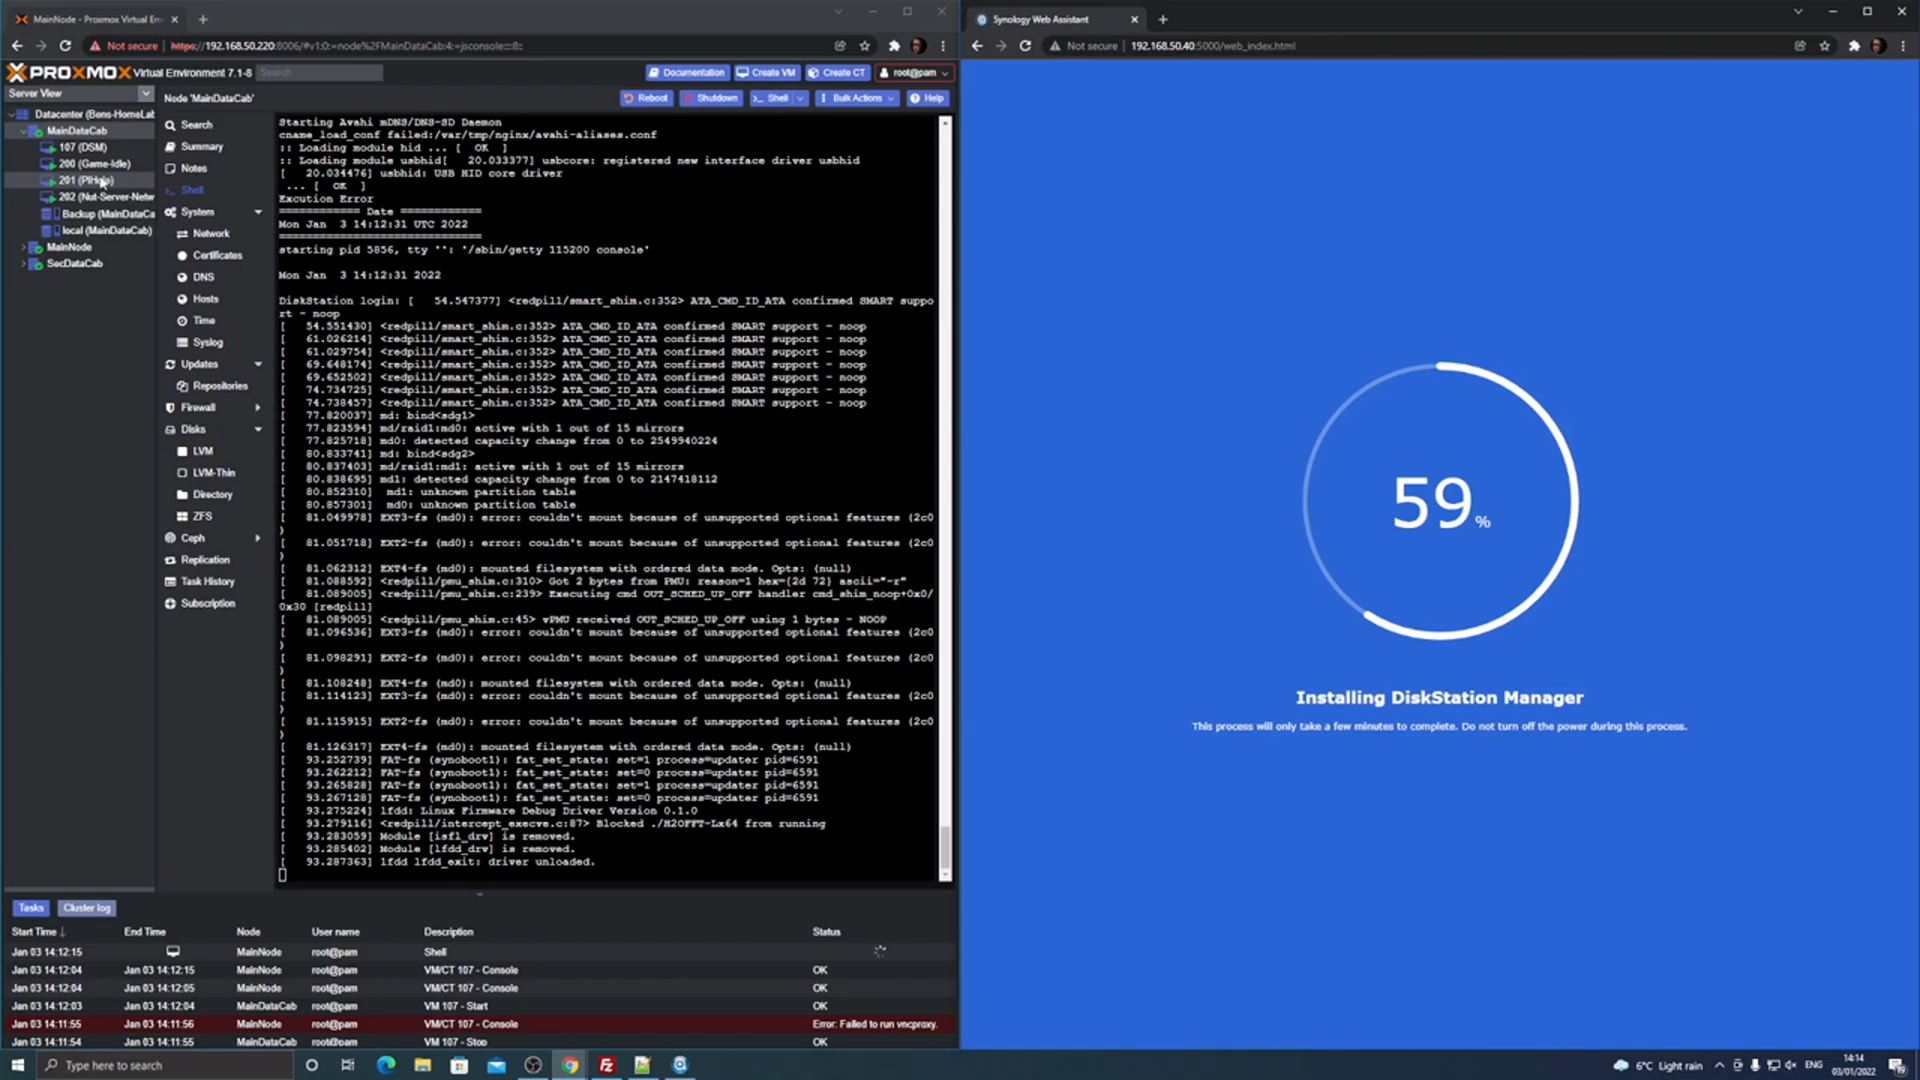 MainNode - Proxmox Virtual En
Not secure | https://192.168.50.220:8006/#v1:0:=node%2FMainDataCab:4:=jsconsole:::8::
PROXMOX Virtual Environment 7.1-8
Search
Documentation
Create VM
Create CT
root@pam
Server View
Node 'MainDataCab'
Reboot
Shutdown
>_ Shell
Bulk Actions
Help
Datacenter (Bens-HomeLab
MainDataCab
107 (DSM)
200 (Game-Idle)
201 (PIHole)
202 (Nut-Server-Netw
Backup (MainDataCa
local (MainDataCab)
MainNode
SecDataCab
Search
Summary
Notes
>_ Shell
System
Network
Certificates
DNS
Hosts
Time
Syslog
Updates
Repositories
Firewall
Disks
LVM
LVM-Thin
Directory
ZFS
Ceph
Replication
Task History
Subscription
Starting Avahi mDNS/DNS-SD Daemon
cname_load_conf failed:/var/tmp/nginx/avahi-aliases.conf
:: Loading module hid ... [  OK  ]
:: Loading module usbhid[   20.033377] usbcore: registered new interface driver usbhid
[   20.034476] usbhid: USB HID core driver
 ... [  OK  ]
Excution Error
============ Date ============
Mon Jan  3 14:12:31 UTC 2022
==============================
starting pid 5856, tty '': '/sbin/getty 115200 console'
Mon Jan  3 14:12:31 2022
DiskStation login: [   54.547377] <redpill/smart_shim.c:352> ATA_CMD_ID_ATA confirmed SMART suppo
rt - noop
[   54.551430] <redpill/smart_shim.c:352> ATA_CMD_ID_ATA confirmed SMART support - noop
[   61.026214] <redpill/smart_shim.c:352> ATA_CMD_ID_ATA confirmed SMART support - noop
[   61.029754] <redpill/smart_shim.c:352> ATA_CMD_ID_ATA confirmed SMART support - noop
[   69.648174] <redpill/smart_shim.c:352> ATA_CMD_ID_ATA confirmed SMART support - noop
[   69.652502] <redpill/smart_shim.c:352> ATA_CMD_ID_ATA confirmed SMART support - noop
[   74.734725] <redpill/smart_shim.c:352> ATA_CMD_ID_ATA confirmed SMART support - noop
[   74.738457] <redpill/smart_shim.c:352> ATA_CMD_ID_ATA confirmed SMART support - noop
[   77.820037] md: bind<sdg1>
[   77.823594] md/raid1:md0: active with 1 out of 15 mirrors
[   77.825718] md0: detected capacity change from 0 to 2549940224
[   80.833741] md: bind<sdg2>
[   80.837403] md/raid1:md1: active with 1 out of 15 mirrors
[   80.838695] md1: detected capacity change from 0 to 2147418112
[   80.852310]  md1: unknown partition table
[   80.857301]  md0: unknown partition table
[   81.049978] EXT3-fs (md0): error: couldn't mount because of unsupported optional features (2c0
)
[   81.051718] EXT2-fs (md0): error: couldn't mount because of unsupported optional features (2c0
)
[   81.062312] EXT4-fs (md0): mounted filesystem with ordered data mode. Opts: (null)
[   81.088592] <redpill/pmu_shim.c:310> Got 2 bytes from PMU: reason=1 hex={2d 72} ascii="-r"
[   81.089005] <redpill/pmu_shim.c:239> Executing cmd OUT_SCHED_UP_OFF handler cmd_shim_noop+0x0/
0x30 [redpill]
[   81.089005] <redpill/pmu_shim.c:45> vPMU received OUT_SCHED_UP_OFF using 1 bytes - NOOP
[   81.096536] EXT3-fs (md0): error: couldn't mount because of unsupported optional features (2c0
)
[   81.098291] EXT2-fs (md0): error: couldn't mount because of unsupported optional features (2c0
)
[   81.108248] EXT4-fs (md0): mounted filesystem with ordered data mode. Opts: (null)
[   81.114123] EXT3-fs (md0): error: couldn't mount because of unsupported optional features (2c0
)
[   81.115915] EXT2-fs (md0): error: couldn't mount because of unsupported optional features (2c0
)
[   81.126317] EXT4-fs (md0): mounted filesystem with ordered data mode. Opts: (null)
[   93.252739] FAT-fs (synoboot1): fat_set_state: set=1 process=updater pid=6591
[   93.262212] FAT-fs (synoboot1): fat_set_state: set=0 process=updater pid=6591
[   93.265828] FAT-fs (synoboot1): fat_set_state: set=1 process=updater pid=6591
[   93.267128] FAT-fs (synoboot1): fat_set_state: set=0 process=updater pid=6591
[   93.275224] lfdd: Linux Firmware Debug Driver Version 0.1.0
[   93.279116] <redpill/intercept_execve.c:87> Blocked ./H2OFFT-Lx64 from running
[   93.283059] Module [isfl_drv] is removed.
[   93.285402] Module [lfdd_drv] is removed.
[   93.287363] lfdd lfdd_exit: driver unloaded.
Tasks
Cluster log
Start Time
End Time
Node
User name
Description
Status
Jan 03 14:12:15 MainNode root@pam Shell
Jan 03 14:12:04 Jan 03 14:12:15 MainNode root@pam VM/CT 107 - Console OK
Jan 03 14:12:04 Jan 03 14:12:05 MainNode root@pam VM/CT 107 - Console OK
Jan 03 14:12:03 Jan 03 14:12:04 MainDataCab root@pam VM 107 - Start OK
Jan 03 14:11:55 Jan 03 14:11:56 MainNode root@pam VM/CT 107 - Console Error: Failed to run vncproxy.
Jan 03 14:11:54 Jan 03 14:11:55 MainDataCab root@pam VM 107 - Stop OK
Synology Web Assistant
Not secure | 192.168.50.40:5000/web_index.html
59%
Installing DiskStation Manager
This process will only take a few minutes to complete. Do not turn off the power during this process.
Type here to search
6°C Light rain
ENG
14:14
03/01/2022